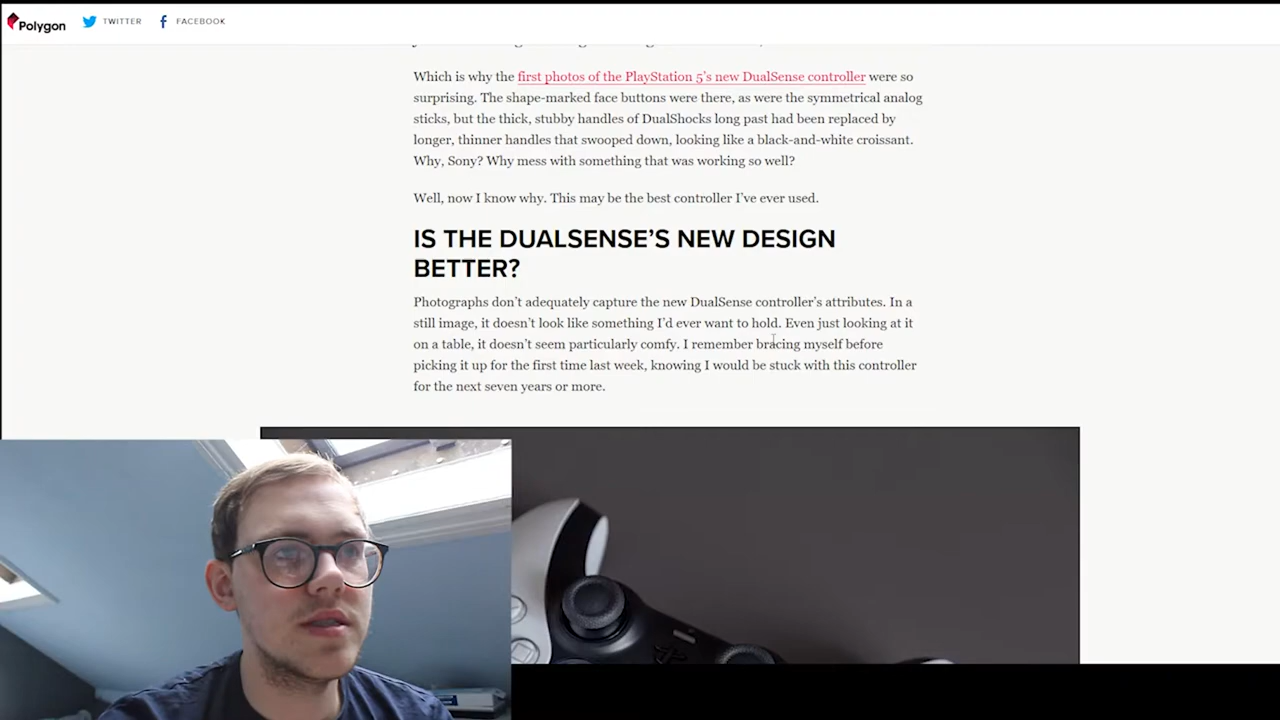 Polygon TWITTER FACEBOOK
Which is why the first photos of the PlayStation 5’s new DualSense controller were so
surprising. The shape-marked face buttons were there, as were the symmetrical analog
sticks, but the thick, stubby handles of DualShocks long past had been replaced by
longer, thinner handles that swooped down, looking like a black-and-white croissant.
Why, Sony? Why mess with something that was working so well?
Well, now I know why. This may be the best controller I’ve ever used.
IS THE DUALSENSE’S NEW DESIGN
BETTER?
Photographs don’t adequately capture the new DualSense controller’s attributes. In a
still image, it doesn’t look like something I’d ever want to hold. Even just looking at it
on a table, it doesn’t seem particularly comfy. I remember bracing myself before
picking it up for the first time last week, knowing I would be stuck with this controller
for the next seven years or more.